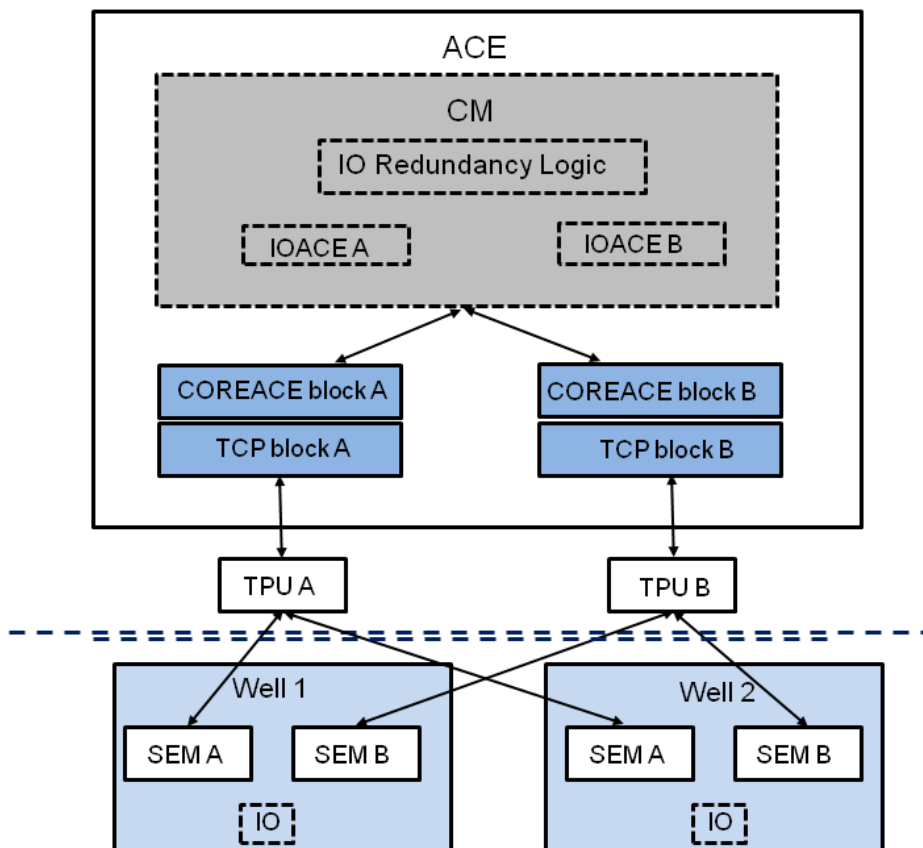 ACE
CM
IO Redundancy Logic
IOACE A
IOACE B
COREACE block A
COREACE block B
TCP block A
TCP block B
TPU A
TPU B
Well 1
Well 2
SEM A
SEM B
SEM A
SEM B
IO
IO